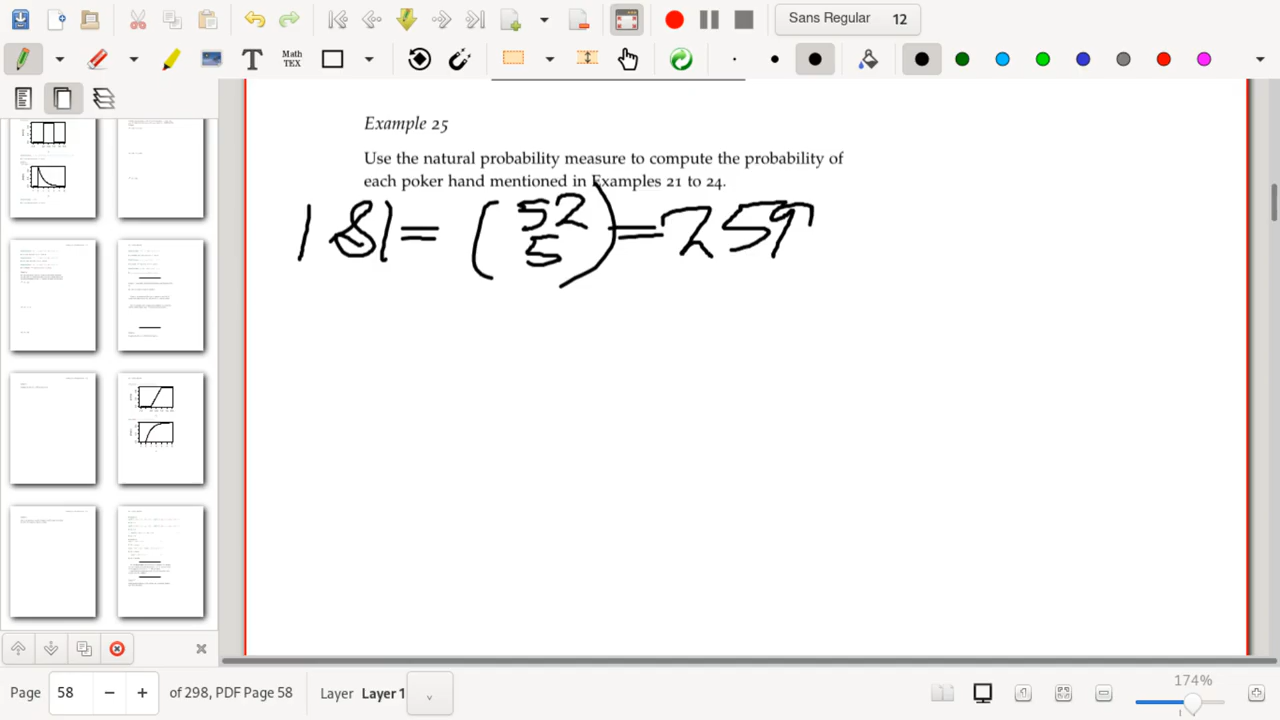 Sans Regular 12
Math
TEX
Example 25
Use the natural probability measure to compute the probability of
each poker hand mentioned in Examples 21 to 24.
|S| = (52 5) = 259
Page 58 of 298, PDF Page 58 Layer Layer 1 174%